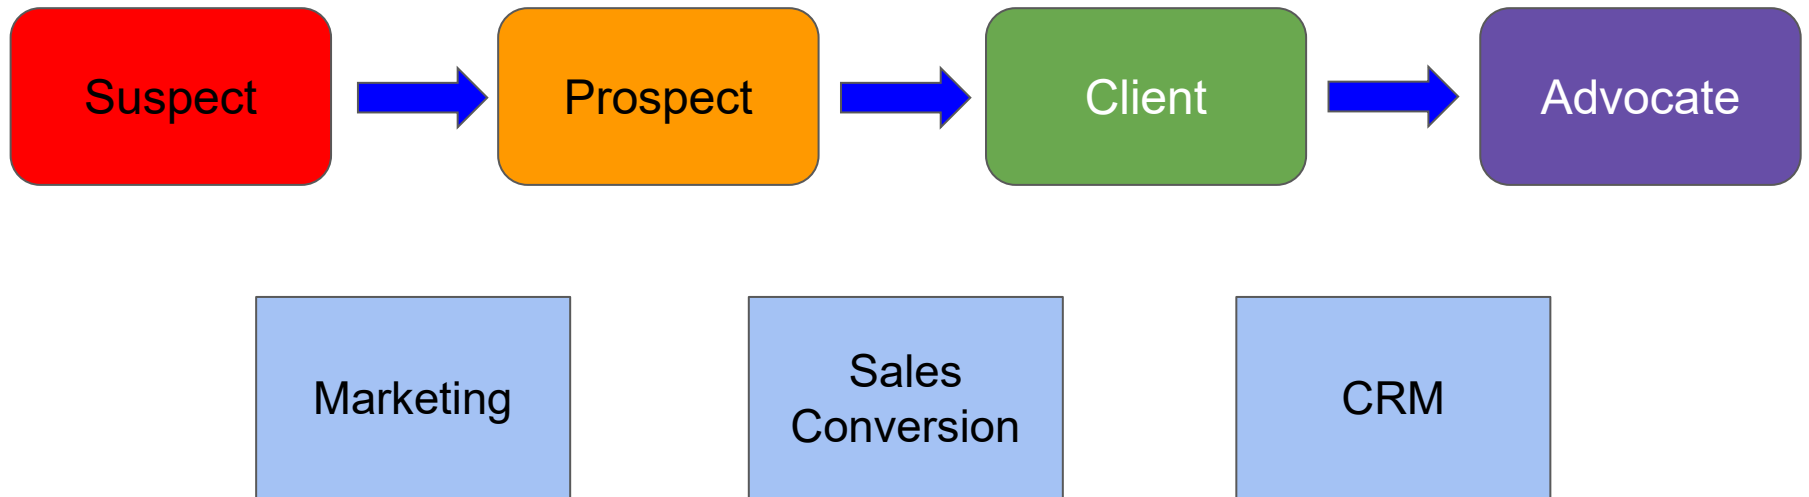 Suspect
Prospect
Client
Advocate
Marketing
Sales
Conversion
CRM